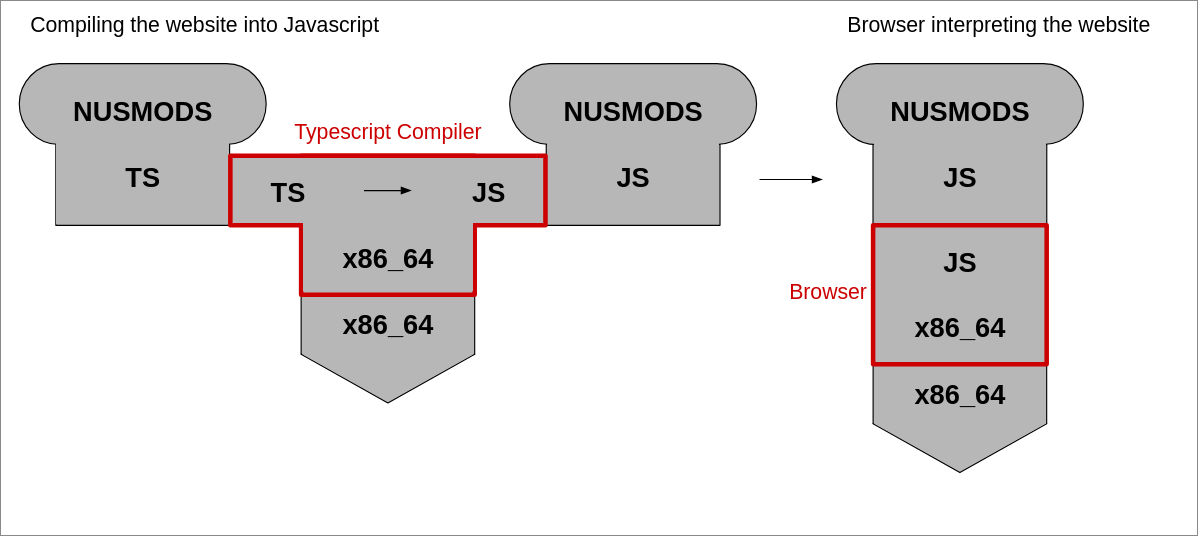 Compiling the website into Javascript
Browser interpreting the website
NUSMODS
TS
Typescript Compiler
TS
JS
x86_64
x86_64
NUSMODS
JS
NUSMODS
JS
Browser
JS
x86_64
x86_64